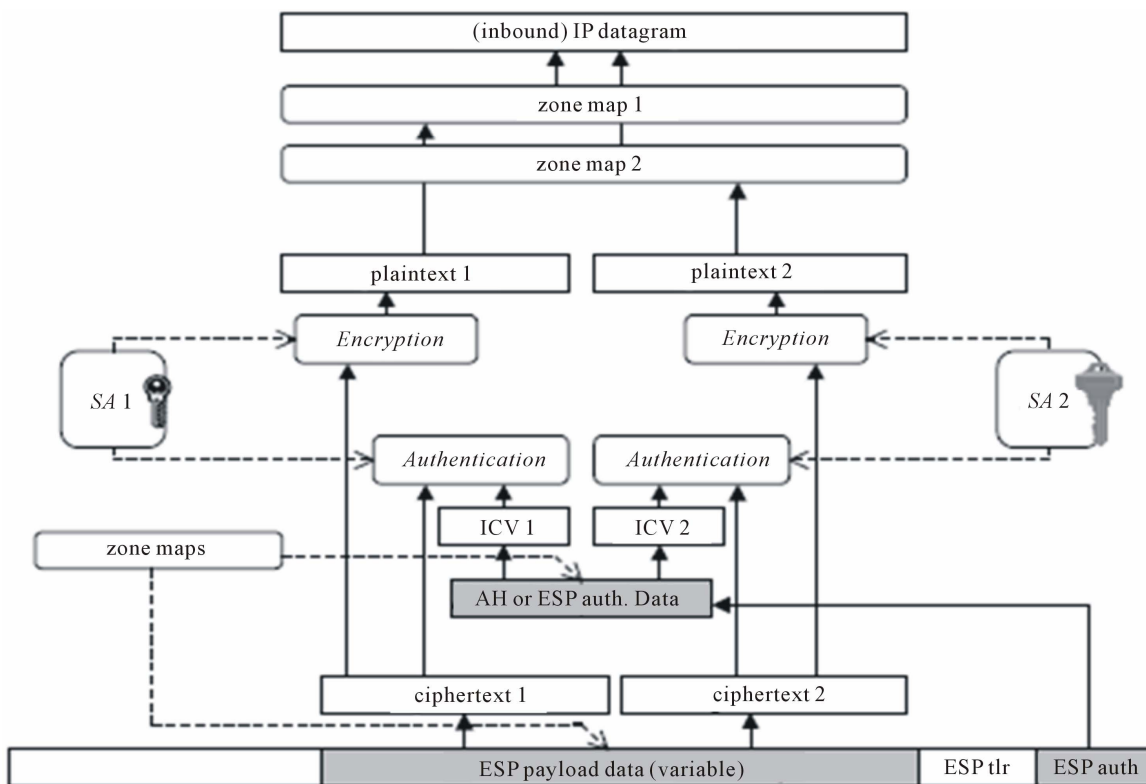 (inbound) IP datagram
zone map 1
zone map 2
plaintext 1
plaintext 2
Encryption
Encryption
SA 1
SA 2
Authentication
Authentication
ICV 1
ICV 2
zone maps
AH or ESP auth. Data
ciphertext 1
ciphertext 2
ESP payload data (variable)
ESP tlr
ESP auth